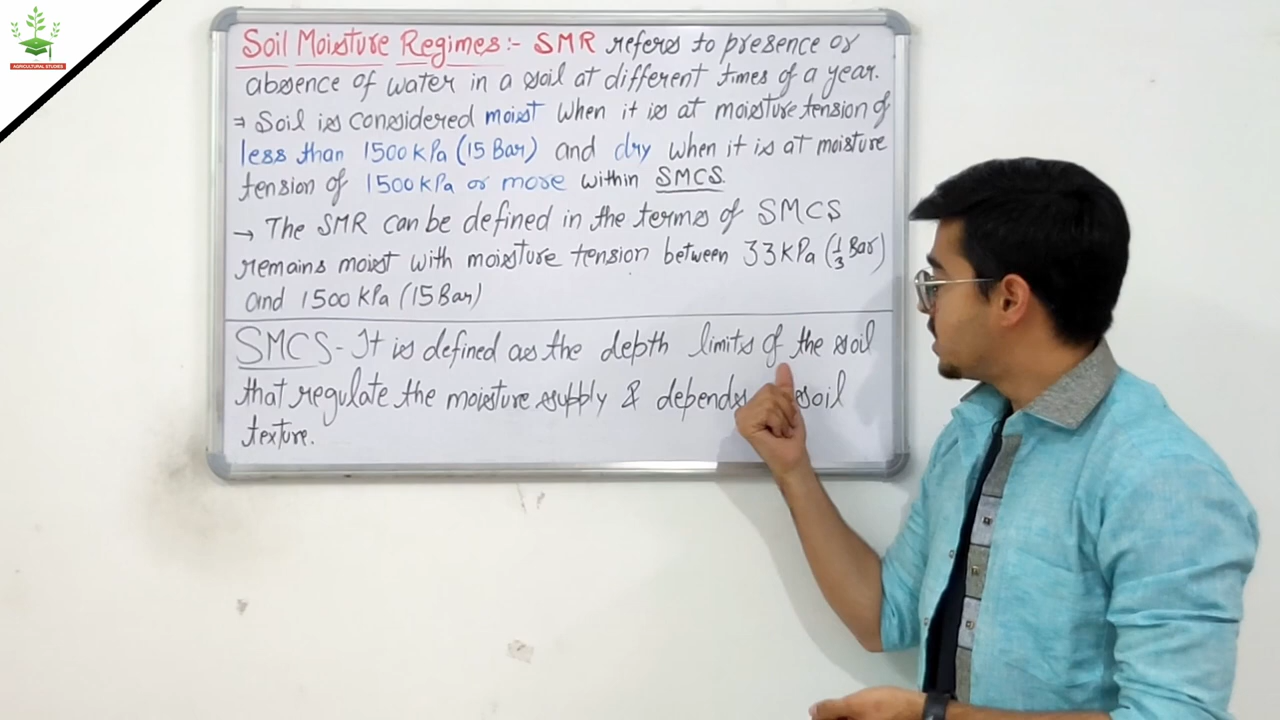 AGRICULTURAL STUDIES
Soil Moisture Regimes:- SMR referes to presence or
absence of water in a soil at different times of a year.
⇒ Soil is considered moist when it is at moisture tension of
less than 1500 kPa (15 Bar) and dry when it is at moisture
tension of 1500 kPa or more within SMCS.
→ The SMR can be defined in the terms of SMCS
remains moist with moisture tension between 33 kPa (1/3 Bar)
and 1500 kPa (15 Bar)
SMCS - It is defined as the depth limits of the soil
that regulate the moisture supply & depends soil
texture.